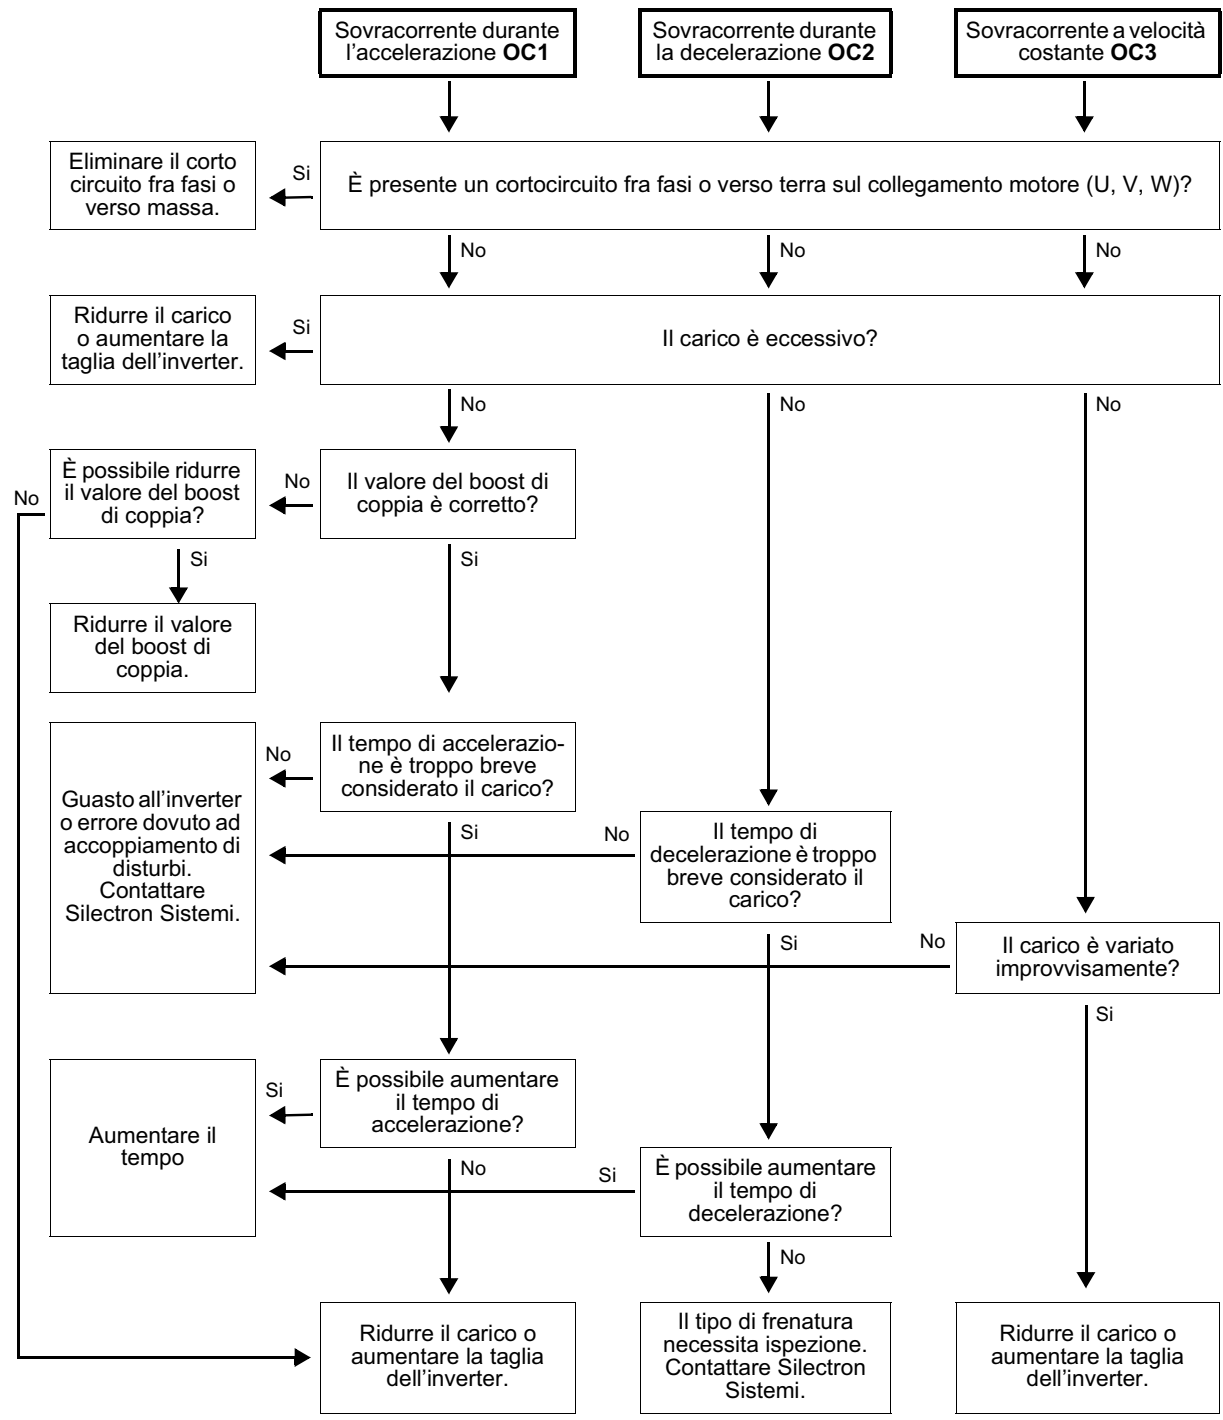 Sovracorrente durante
l'accelerazione OC1
Sovracorrente durante
la decelerazione OC2
Sovracorrente a velocità
costante OC3
Eliminare il corto
circuito fra fasi o
verso massa.
Si
È presente un cortocircuito fra fasi o verso terra sul collegamento motore (U, V, W)?
No
No
No
Ridurre il carico
o aumentare la
taglia dell'inverter.
Si
Il carico è eccessivo?
No
No
No
No
È possibile ridurre
il valore del boost
di coppia?
No
Il valore del boost di
coppia è corretto?
Si
Si
Ridurre il valore
del boost di
coppia.
Guasto all'inverter
o errore dovuto ad
accoppiamento di
disturbi.
Contattare
Silectron Sistemi.
No
Il tempo di accelerazio-
ne è troppo breve
considerato il carico?
Si
No
Il tempo di
decelerazione è troppo
breve considerato il
carico?
Si
No
Il carico è variato
improvvisamente?
Si
Aumentare il
tempo
Si
È possibile aumentare
il tempo di
accelerazione?
No
Si
È possibile aumentare
il tempo di
decelerazione?
No
Ridurre il carico o
aumentare la taglia
dell'inverter.
Il tipo di frenatura
necessita ispezione.
Contattare Silectron
Sistemi.
Ridurre il carico o
aumentare la taglia
dell'inverter.